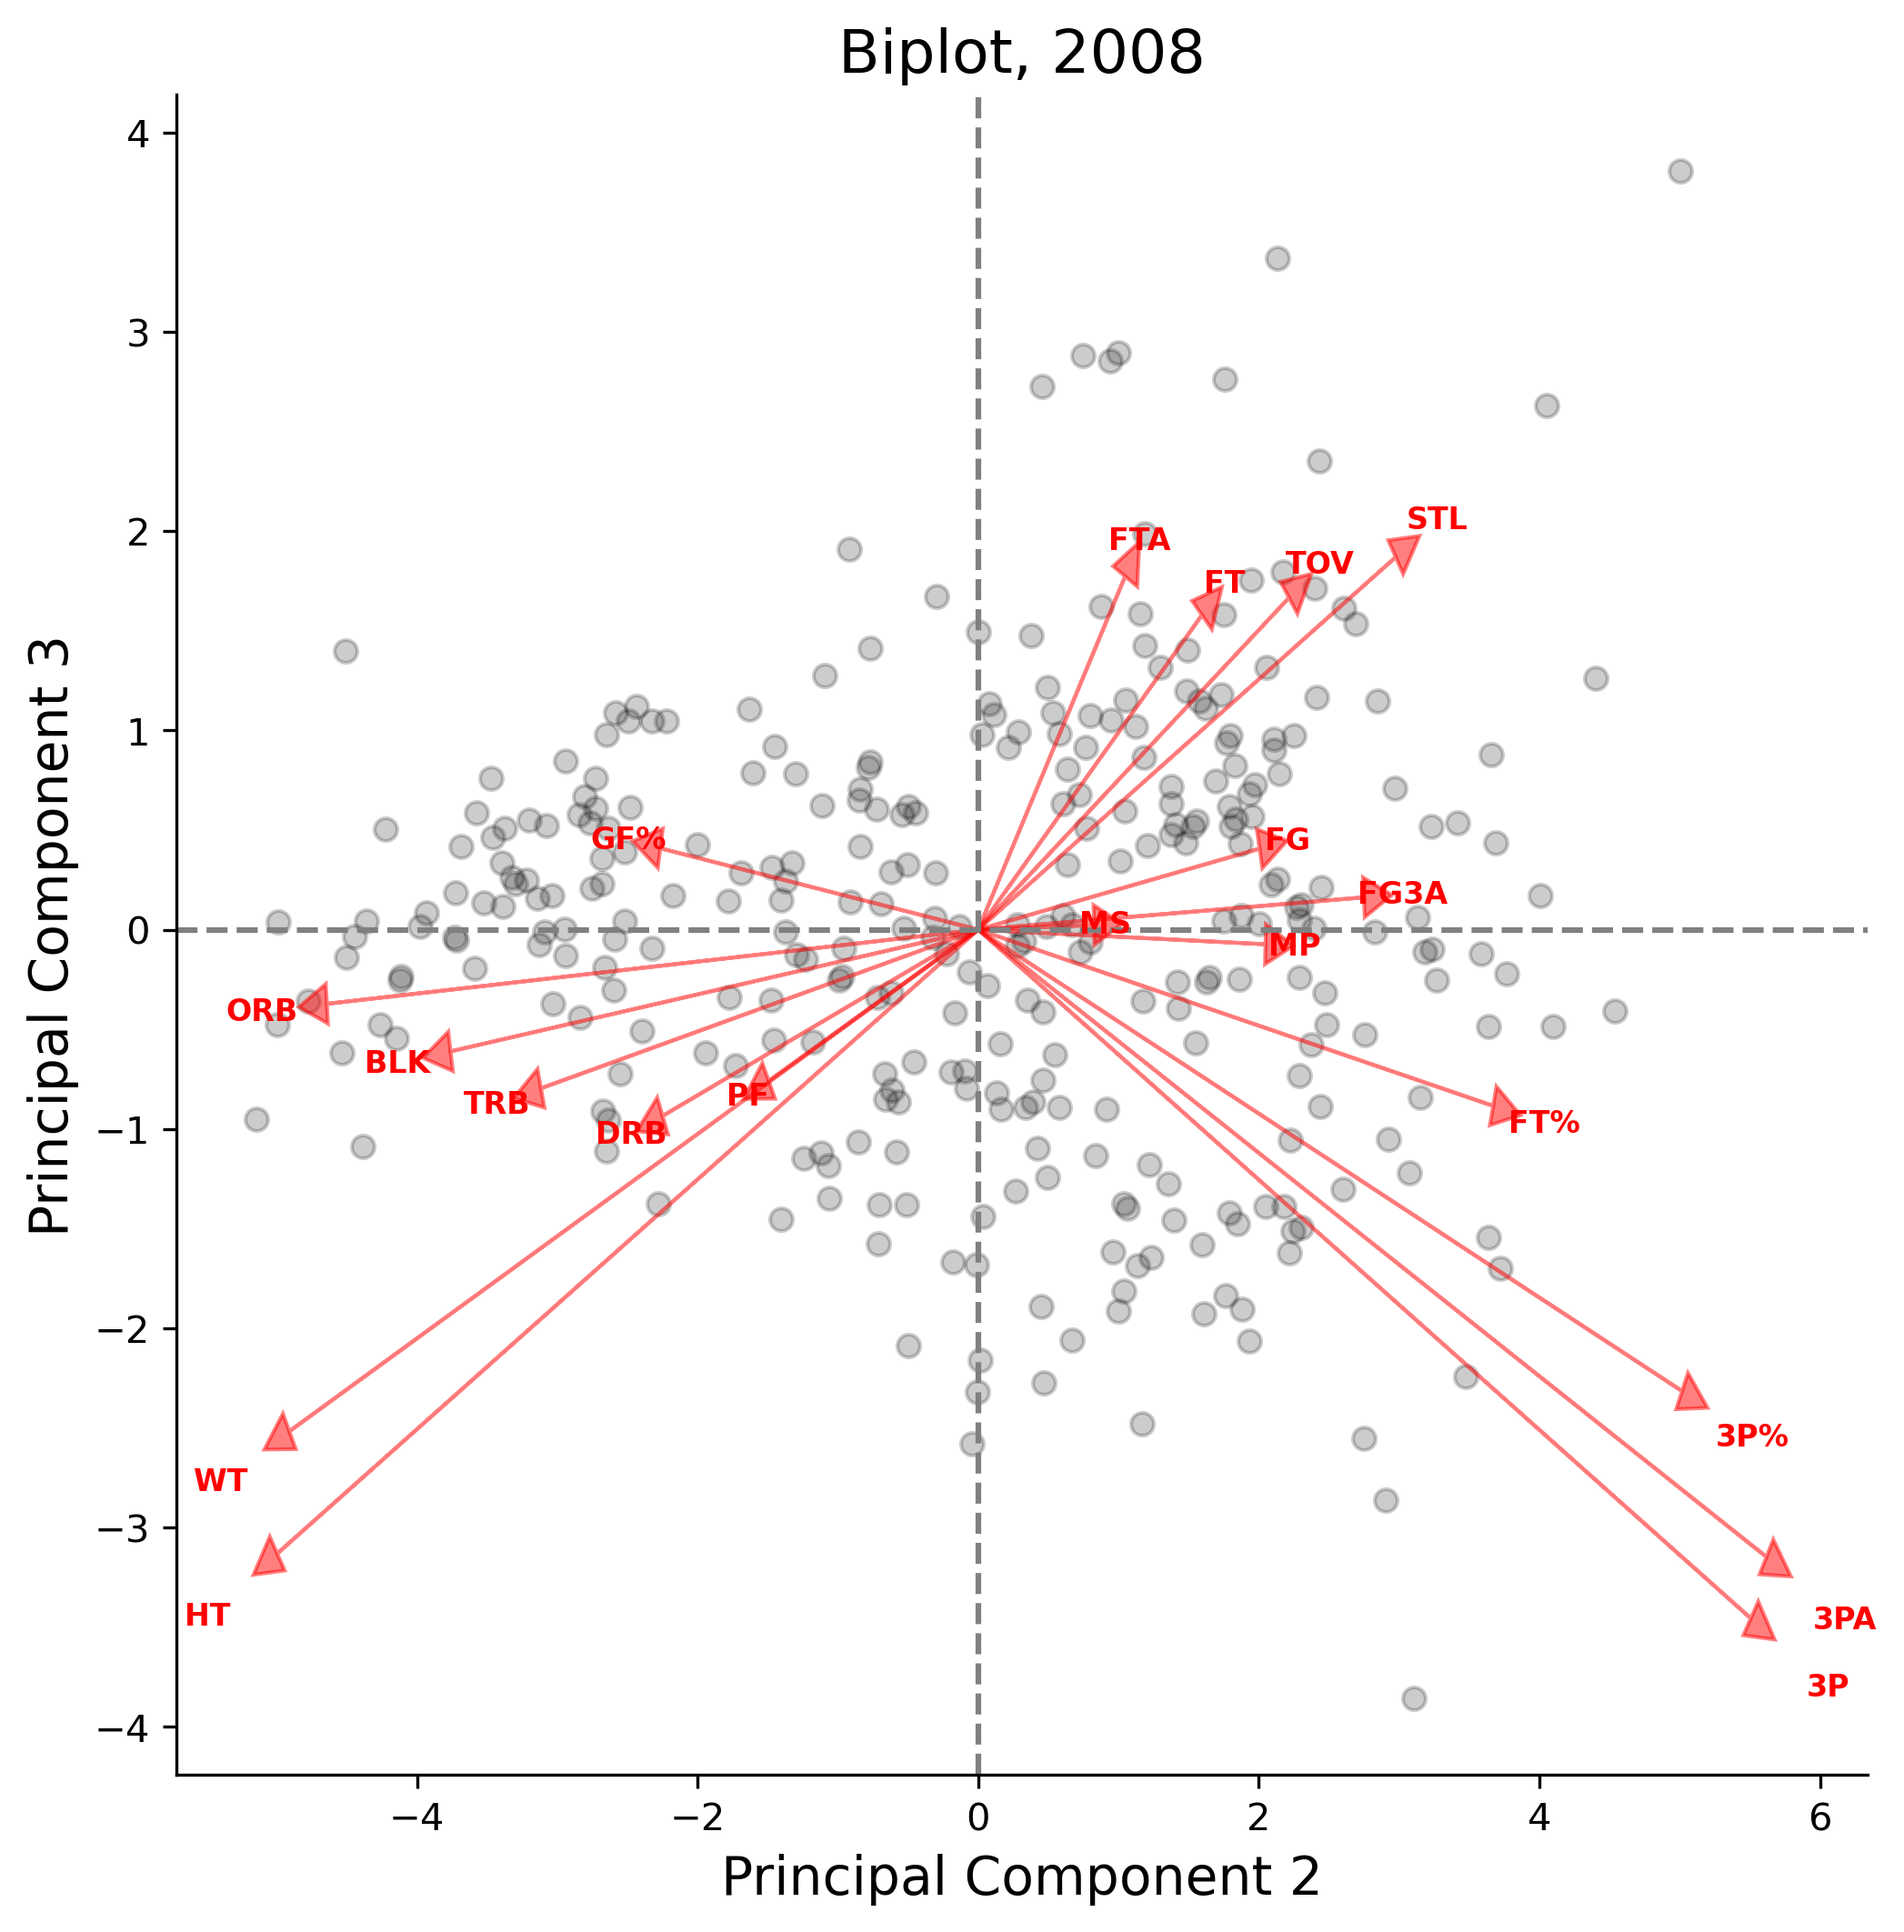 Biplot, 2008
Principal Component 3
4
3
2
1
0
−1
−2
−3
−4
STL
FTA
TOV
FT
GF%
FG
FG3A
MS
MP
ORB
BLK
TRB
PF
DRB
FT%
3P%
WT
HT
3PA
3P
−4
−2
0
2
4
6
Principal Component 2